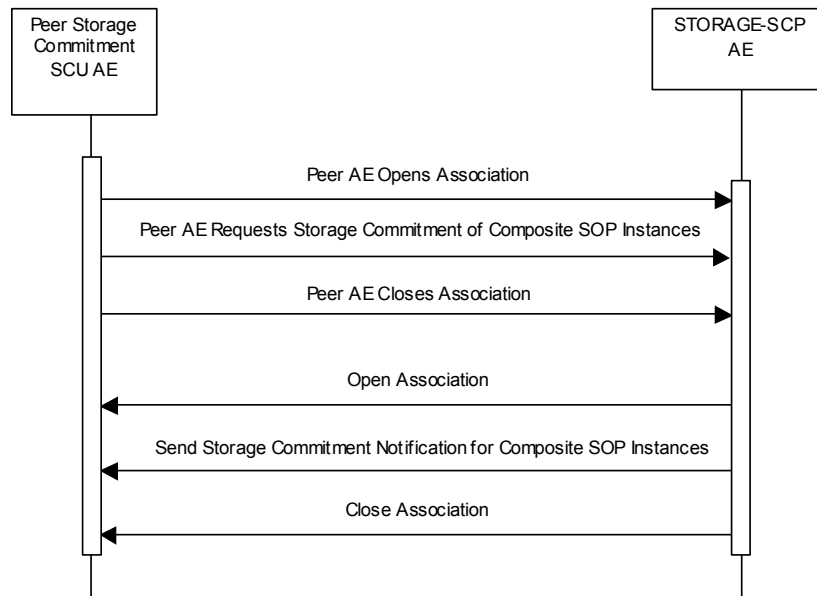 Peer Storage
Commitment
SCU AE
STORAGE-SCP
AE
Peer AE Opens Association
Peer AE Requests Storage Commitment of Composite SOP Instances
Peer AE Closes Association
Open Association
Send Storage Commitment Notification for Composite SOP Instances
Close Association